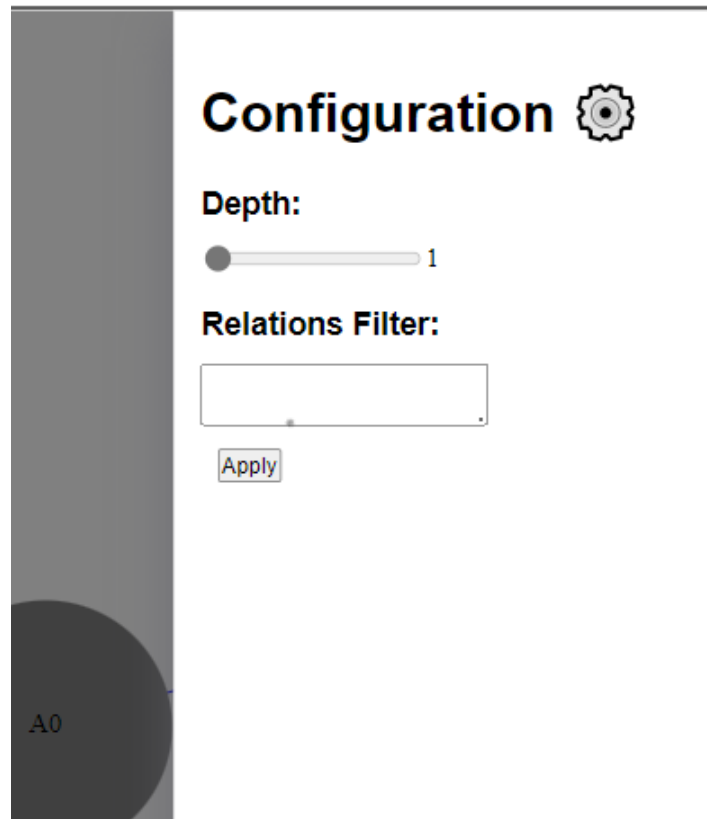 Configuration
Depth:
1
Relations Filter:
Apply
A0